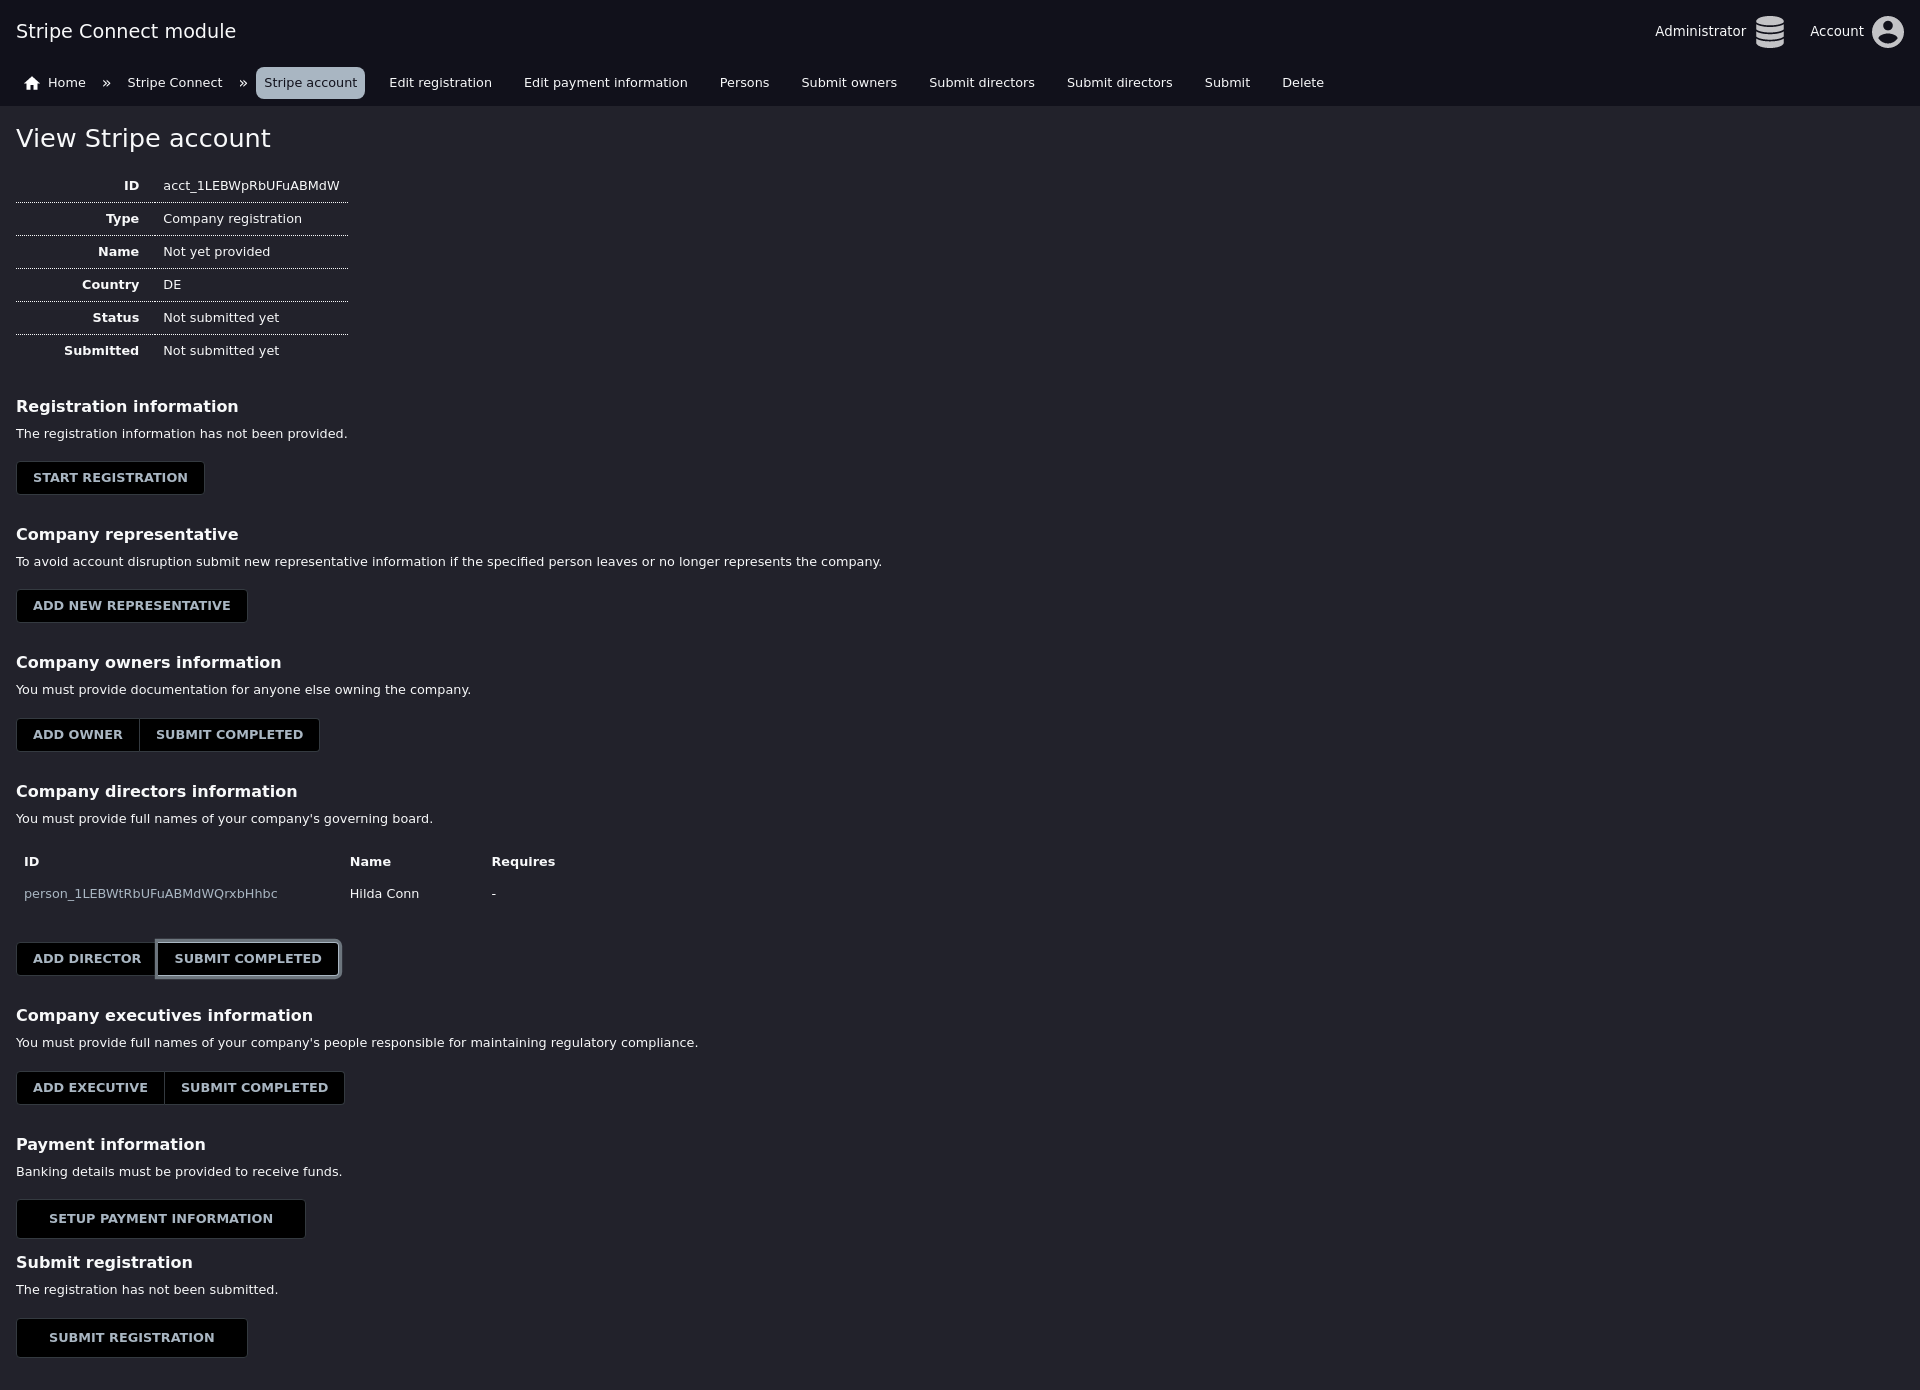 Stripe Connect module
Administrator
Account
Home » Stripe Connect » Stripe account Edit registration Edit payment information Persons Submit owners Submit directors Submit directors Submit Delete
View Stripe account
ID acct_1LEBWpRbUFuABMdW
Type Company registration
Name Not yet provided
Country DE
Status Not submitted yet
Submitted Not submitted yet
Registration information
The registration information has not been provided.
START REGISTRATION
Company representative
To avoid account disruption submit new representative information if the specified person leaves or no longer represents the company.
ADD NEW REPRESENTATIVE
Company owners information
You must provide documentation for anyone else owning the company.
ADD OWNER SUBMIT COMPLETED
Company directors information
You must provide full names of your company's governing board.
ID Name Requires
person_1LEBWtRbUFuABMdWQrxbHhbc Hilda Conn -
ADD DIRECTOR SUBMIT COMPLETED
Company executives information
You must provide full names of your company's people responsible for maintaining regulatory compliance.
ADD EXECUTIVE SUBMIT COMPLETED
Payment information
Banking details must be provided to receive funds.
SETUP PAYMENT INFORMATION
Submit registration
The registration has not been submitted.
SUBMIT REGISTRATION